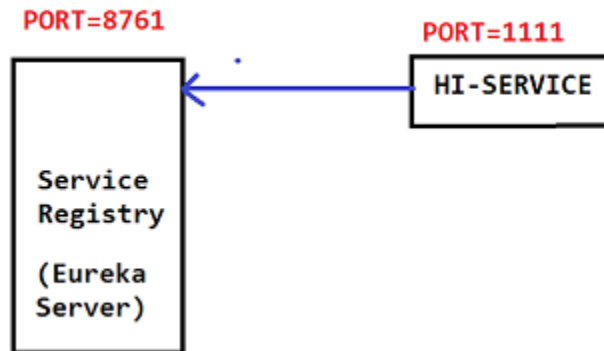 PORT=8761
PORT=1111
HI-SERVICE
Service
Registry
(Eureka
Server)